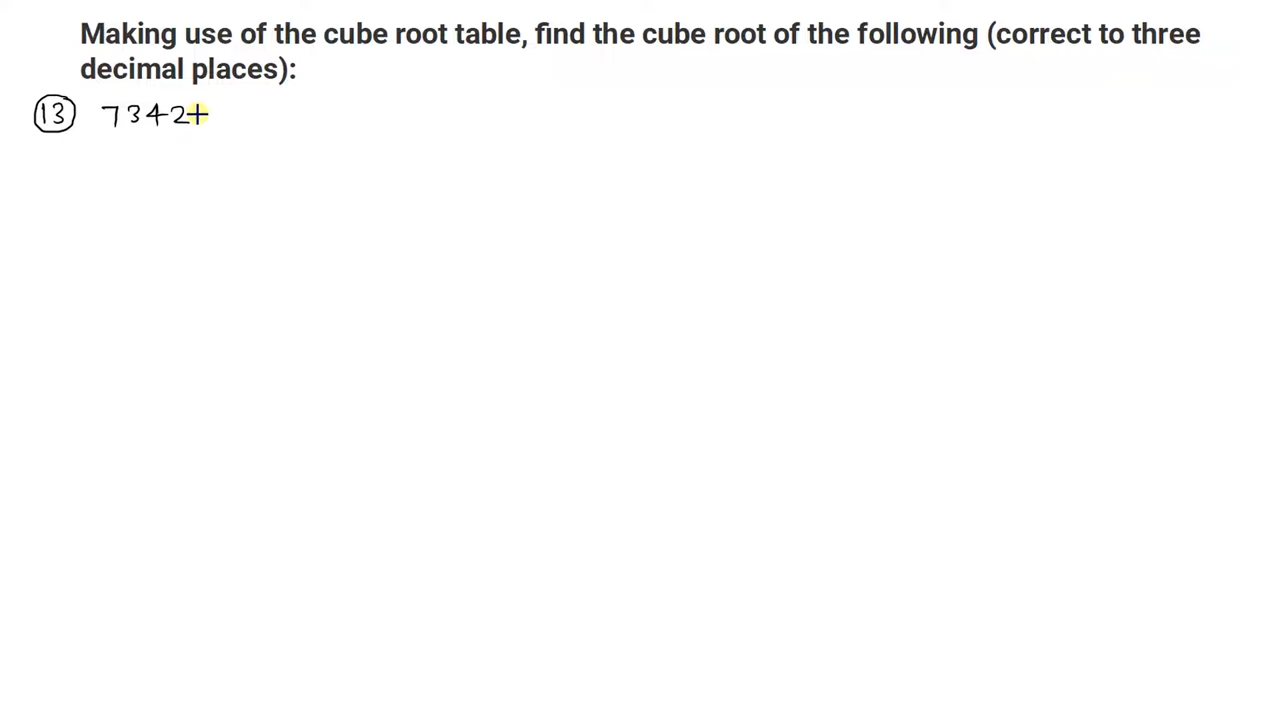 Making use of the cube root table, find the cube root of the following (correct to three
decimal places):
13 7342